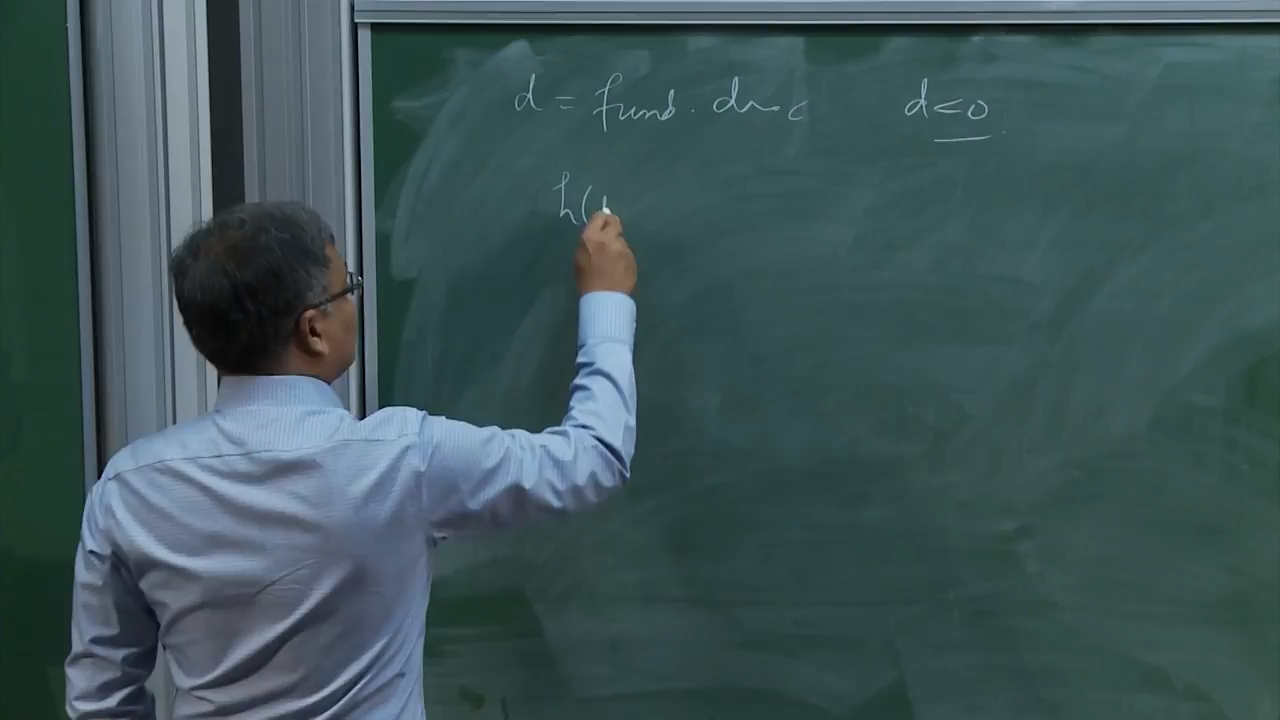 d = fund. disc d<0
h(